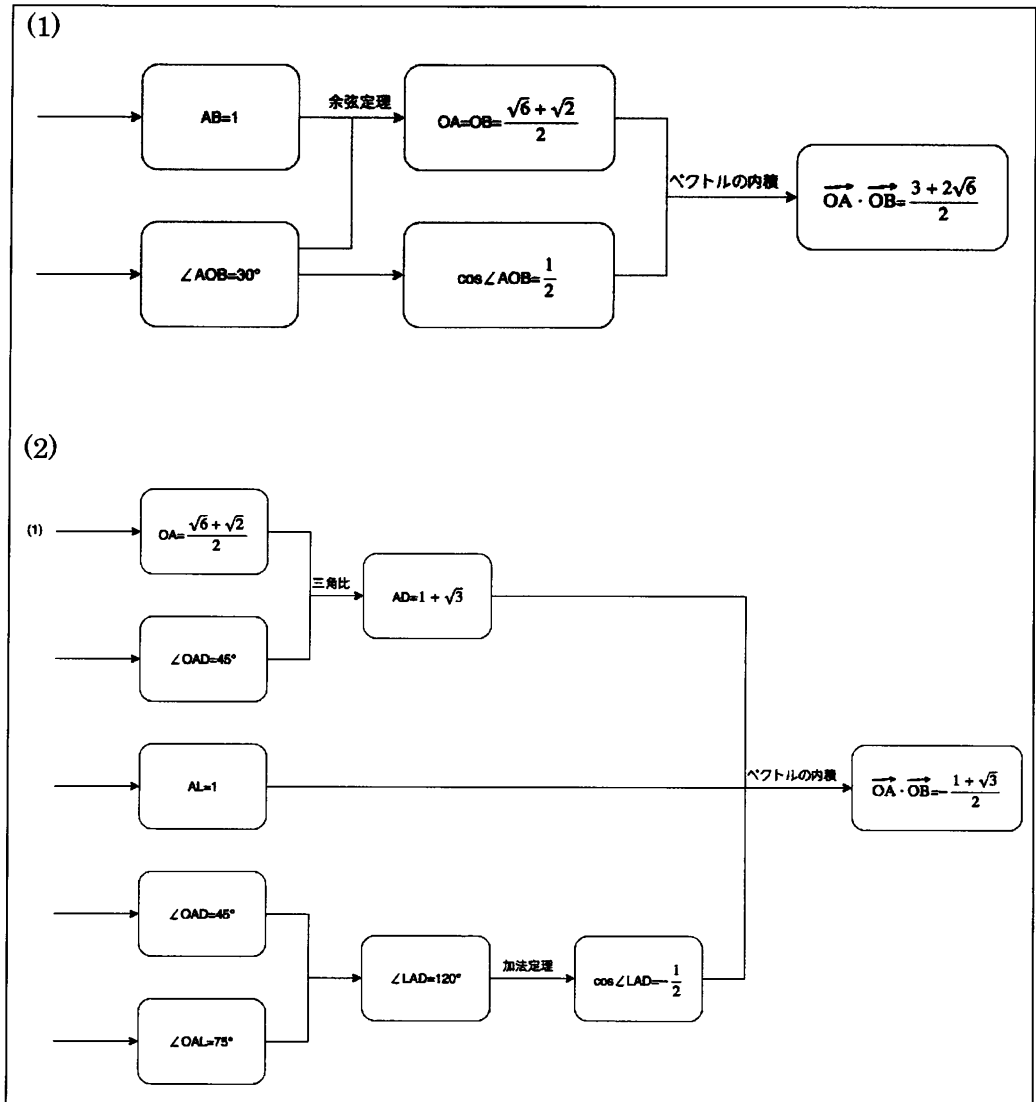 (1)
AB=1
余弦定理
OA=OB=\frac{\sqrt{6}+\sqrt{2}}{2}
ベクトルの内積
\overrightarrow{OA}・\overrightarrow{OB}=\frac{3+2\sqrt{6}}{2}
∠AOB=30°
cos∠AOB=\frac{1}{2}
(2)
(1)
OA=\frac{\sqrt{6}+\sqrt{2}}{2}
三角比
AD=1+\sqrt{3}
∠OAD=45°
AL=1
ベクトルの内積
\overrightarrow{OA}・\overrightarrow{OB}=-\frac{1+\sqrt{3}}{2}
∠OAD=45°
∠LAD=120°
加法定理
cos∠LAD=-\frac{1}{2}
∠OAL=75°